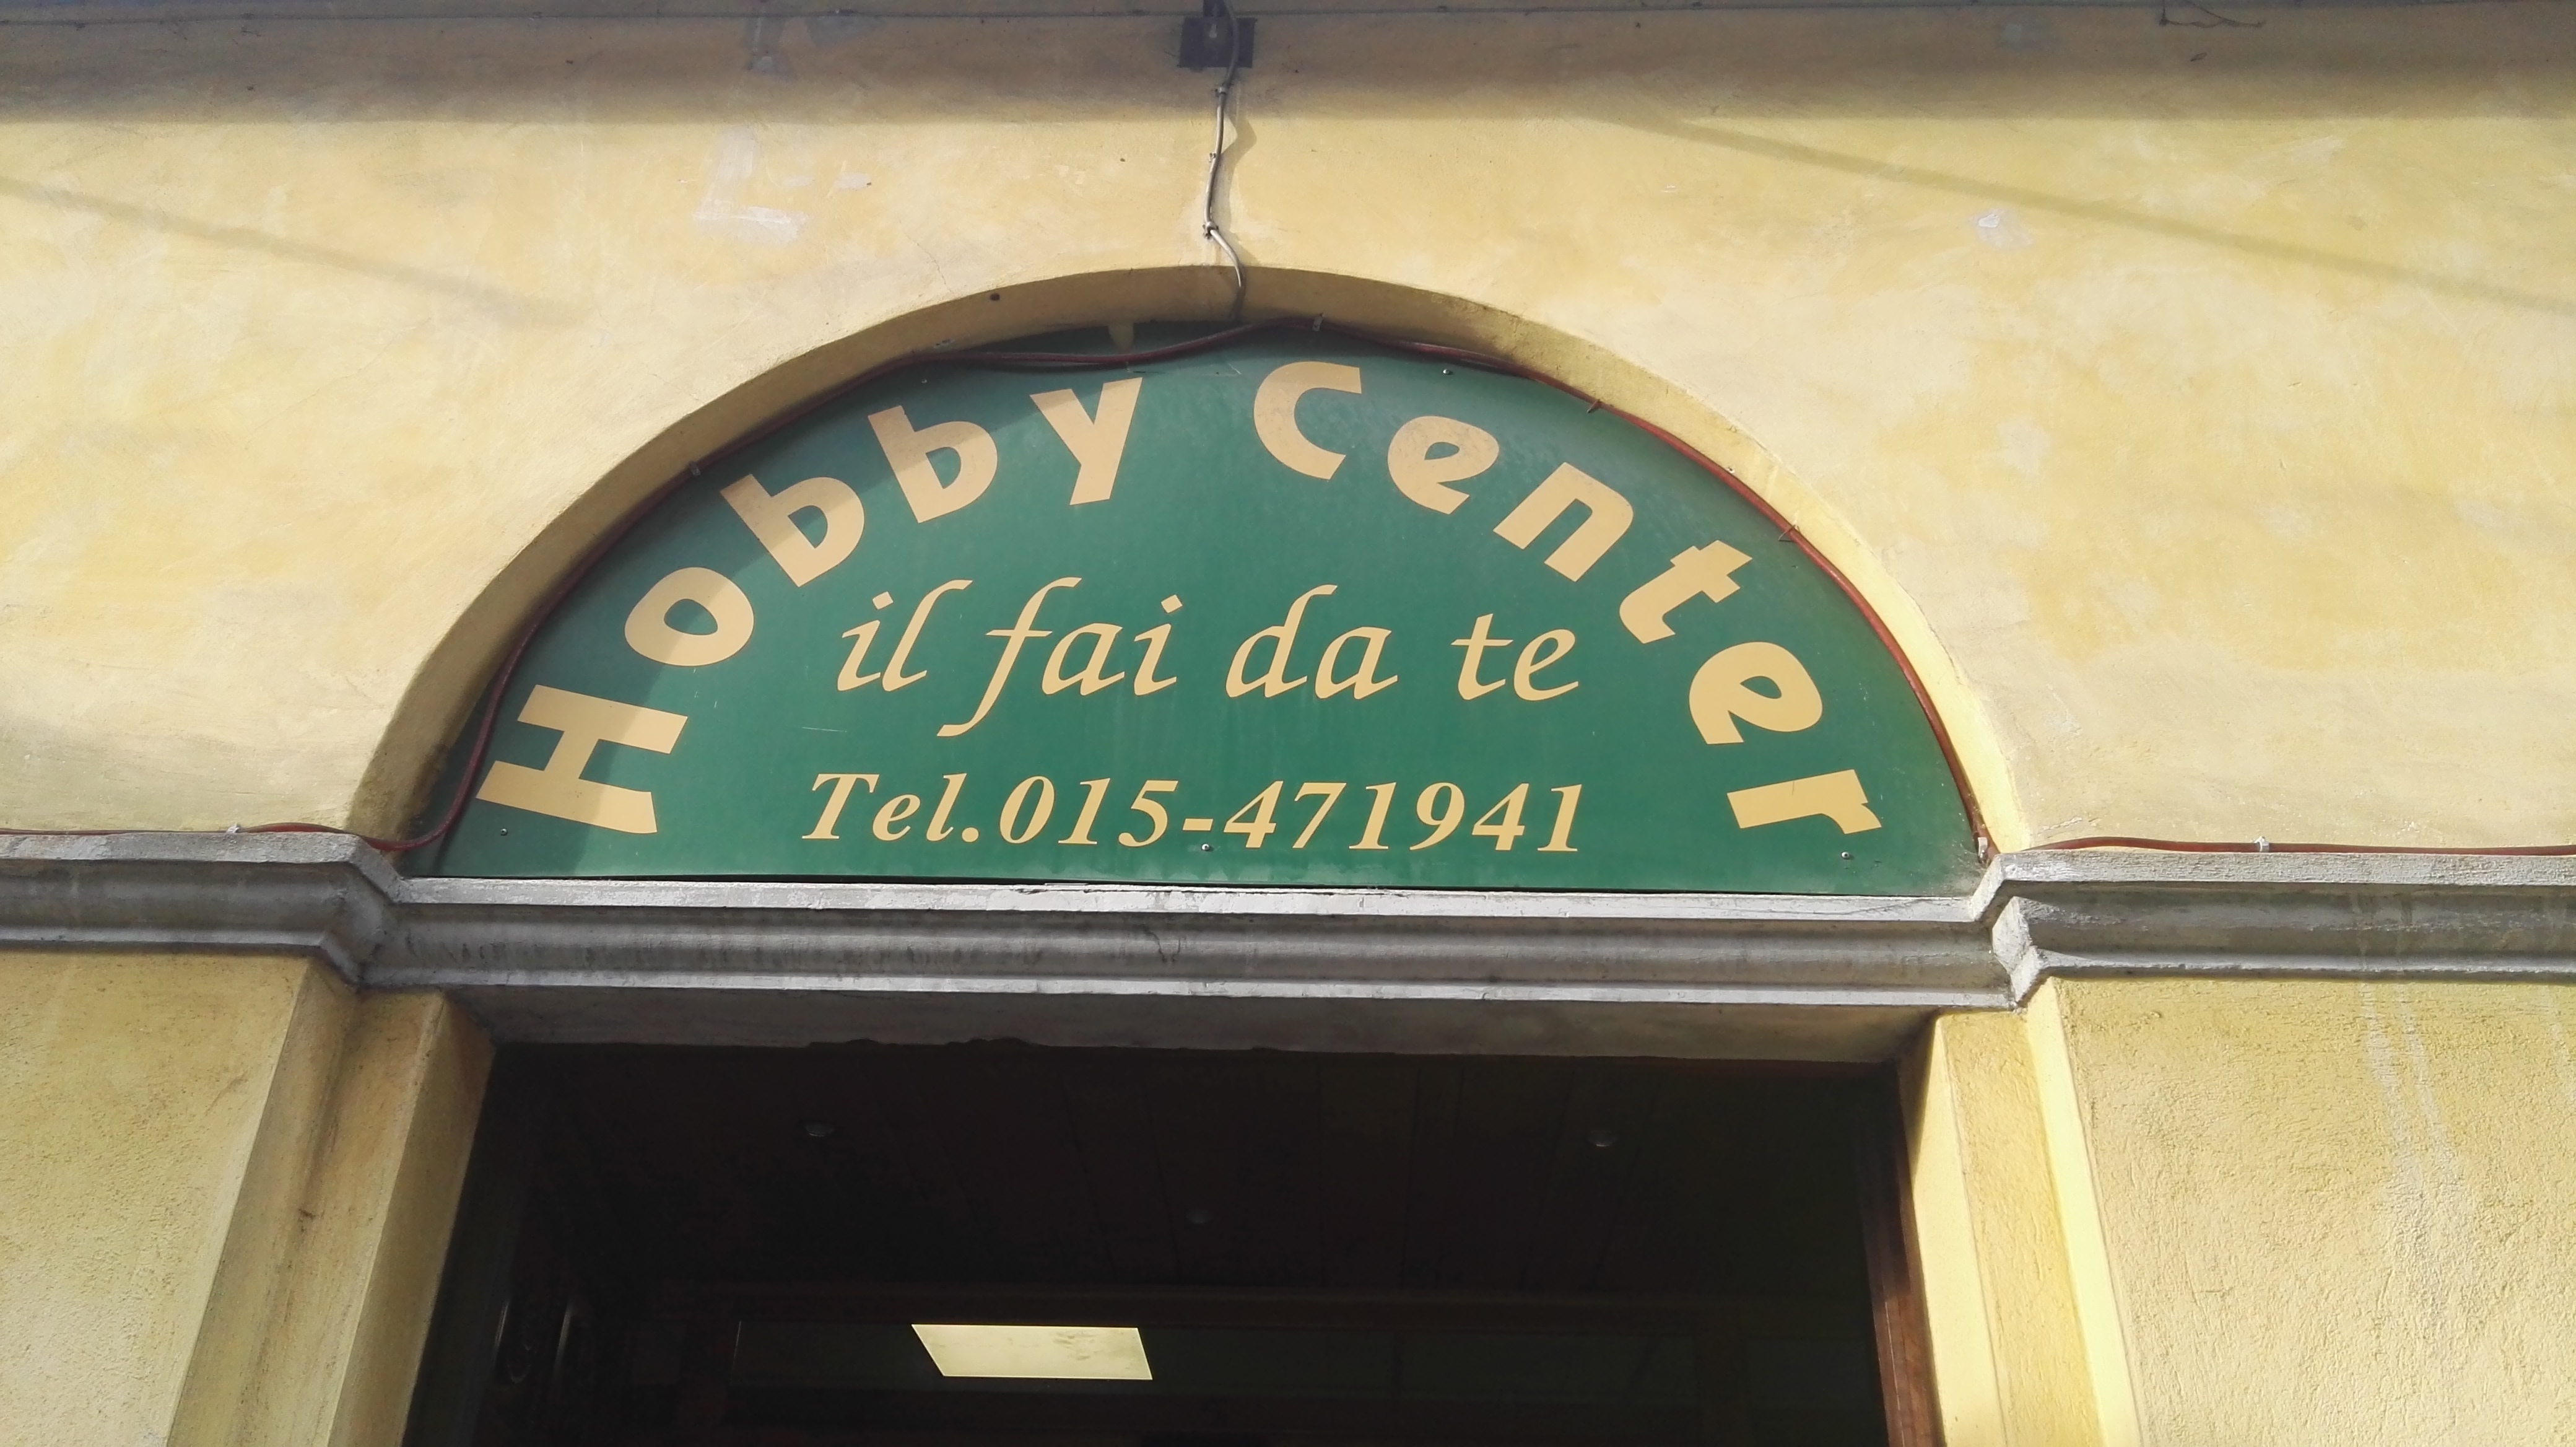 Hobby Center
il fai da te
Tel.015-471941